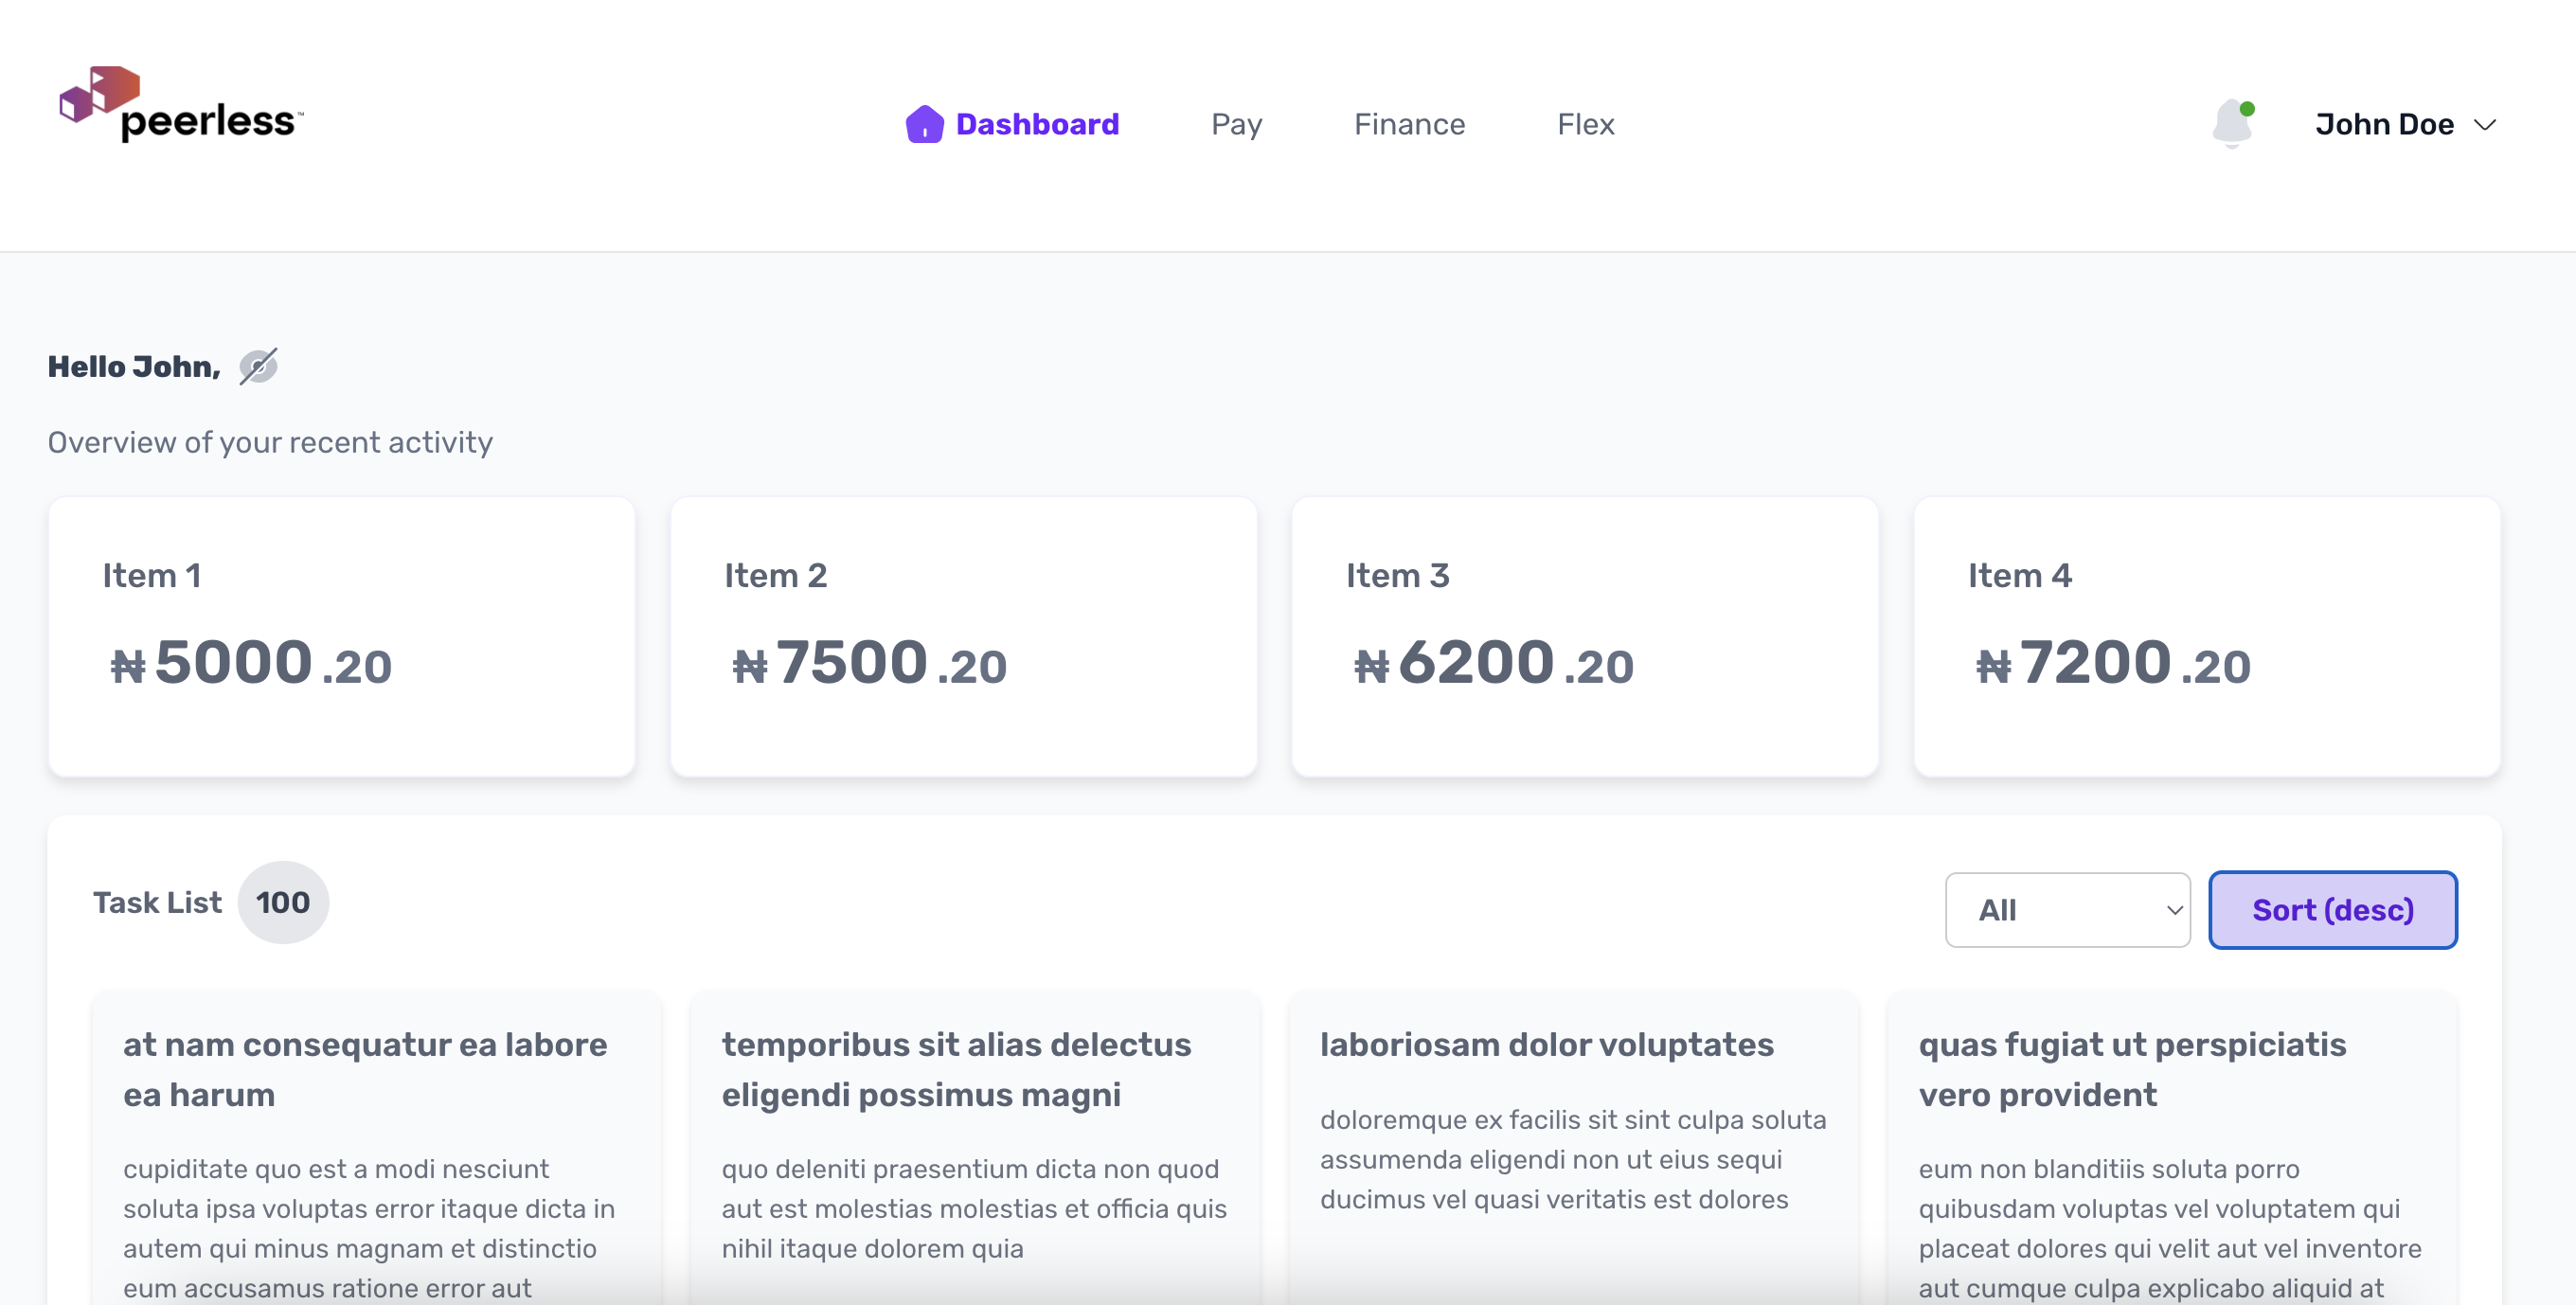 peerless™
Dashboard Pay Finance Flex
John Doe
Hello John,
Overview of your recent activity
Item 1
₦5000.20
Item 2
₦7500.20
Item 3
₦6200.20
Item 4
₦7200.20
Task List 100
All
Sort (desc)
at nam consequatur ea labore
ea harum
cupiditate quo est a modi nesciunt
soluta ipsa voluptas error itaque dicta in
autem qui minus magnam et distinctio
eum accusamus ratione error aut
temporibus sit alias delectus
eligendi possimus magni
quo deleniti praesentium dicta non quod
aut est molestias molestias et officia quis
nihil itaque dolorem quia
laboriosam dolor voluptates
doloremque ex facilis sit sint culpa soluta
assumenda eligendi non ut eius sequi
ducimus vel quasi veritatis est dolores
quas fugiat ut perspiciatis
vero provident
eum non blanditiis soluta porro
quibusdam voluptas vel voluptatem qui
placeat dolores qui velit aut vel inventore
aut cumque culpa explicabo aliquid at